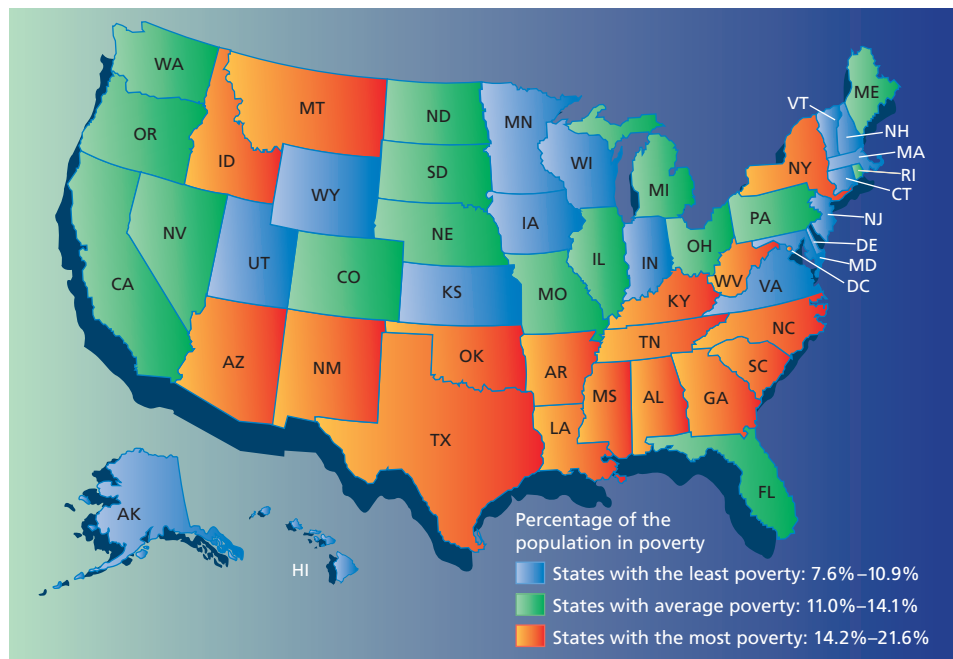 WA
OR
CA
NV
ID
MT
WY
UT
CO
AZ
NM
ND
SD
NE
KS
OK
TX
MN
IA
MO
AR
LA
WI
IL
MI
IN
OH
KY
TN
MS
AL
GA
FL
SC
NC
VA
WV
PA
NY
VT
ME
NH
MA
RI
CT
NJ
DE
MD
DC
AK
HI
Percentage of the
population in poverty
States with the least poverty: 7.6%–10.9%
States with average poverty: 11.0%–14.1%
States with the most poverty: 14.2%–21.6%